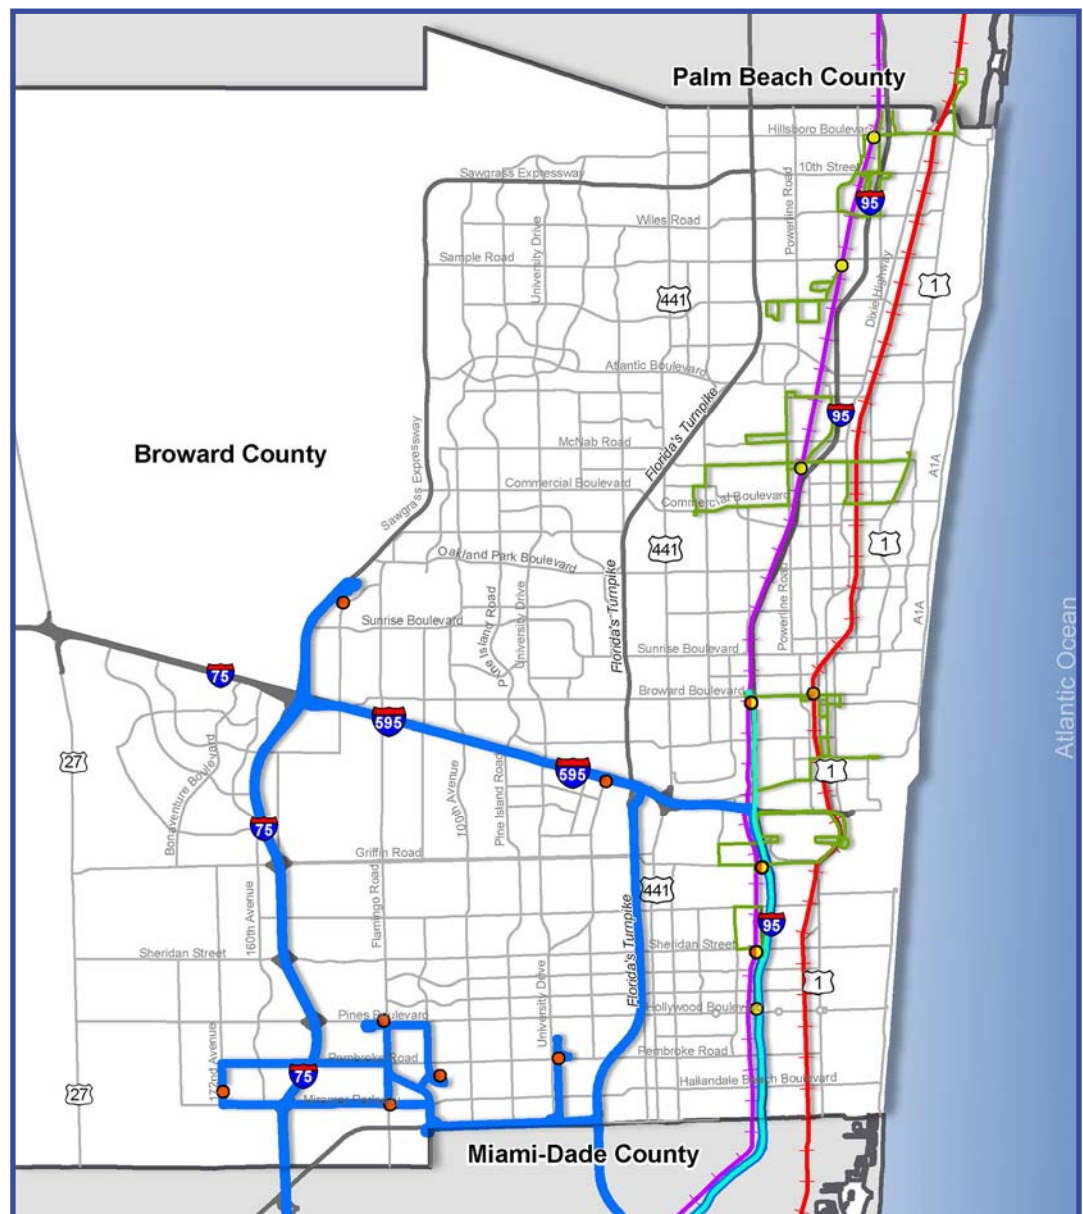 Palm Beach County
Hillsboro Boulevard
10th Street
Sawgrass Expressway
Powerline Road
95
Wiles Road
University Drive
Sample Road
Dixie Highway
1
441
Atlantic Boulevard
Florida's Turnpike
95
McNab Road
Broward County
Sawgrass Expressway
A1A
Commercial Boulevard
Commercial Boulevard
1
441
Oakland Park Boulevard
Florida's Turnpike
Powerline Road
Pine Island Road
University Drive
A1A
Sunrise Boulevard
Sunrise Boulevard
Atlantic Ocean
75
Broward Boulevard
595
27
1
595
Bonaventure Boulevard
100th Avenue
Pine Island Road
75
Griffin Road
441
160th Avenue
Flamingo Road
95
Florida's Turnpike
Sheridan Street
Sheridan Street
1
University Drive
Hollywood Boulev
Pines Boulevard
172nd Avenue
Pembroke Road
Pembroke Road
75
Hallandale Beach Boulevard
27
Miramar Parkway
Miami-Dade County